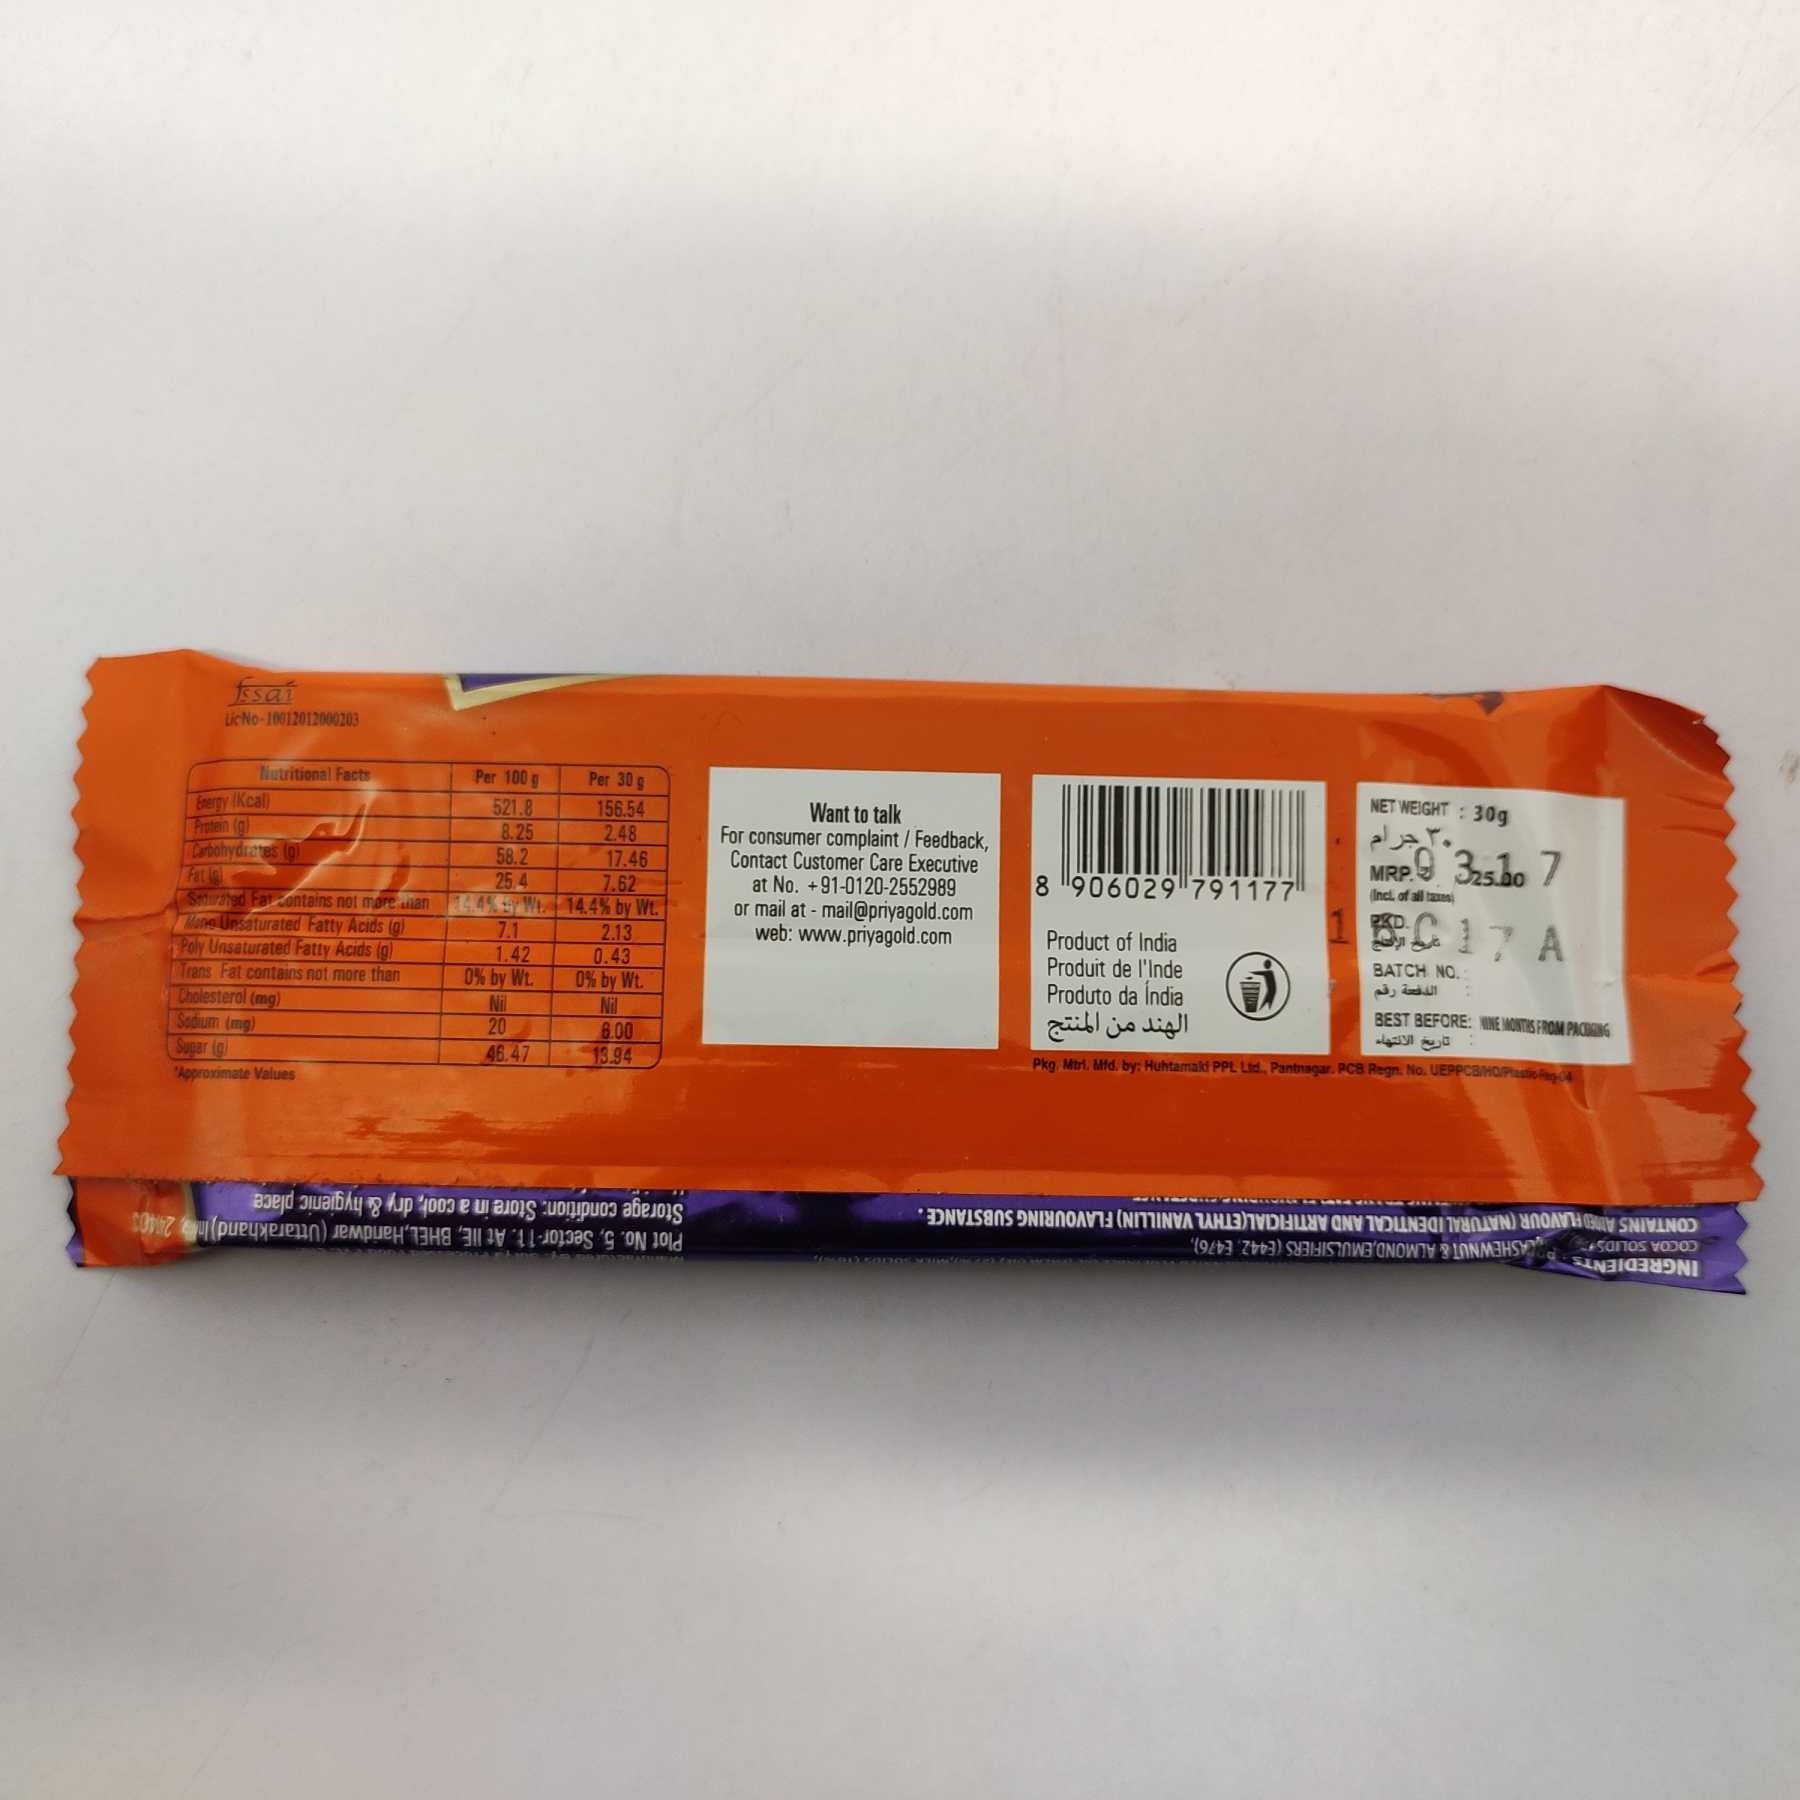 fssai
Lic No-10012012000203
Nutritional Facts Per 100 g Per 30 g
Energy (Kcal) 521.8 156.54
Protein (g) 8.25 2.48
Carbohydrates (g) 58.2 17.46
Fat (g) 25.4 7.62
Saturated Fat contains not more than 14.4% by Wt. 14.4% by Wt.
Mono Unsaturated Fatty Acids (g) 7.1 2.13
Poly Unsaturated Fatty Acids (g) 1.42 0.43
Trans Fat contains not more than 0% by Wt. 0% by Wt.
Cholesterol (mg) Nil Nil
Sodium (mg) 20 6.00
Sugar (g) 46.47 13.94
*Approximate Values
Want to talk
For consumer complaint / Feedback,
Contact Customer Care Executive
at No. +91-0120-2552989
or mail at - mail@priyagold.com
web: www.priyagold.com
8 906029 791177
Product of India
Produit de l'Inde
Produto da Índia
الهند من المنتج
NET WEIGHT : 30g
٣٠ جرام
MRP. 25.00
(Incl. of all taxes)
PKD.
BATCH NO. :
الدفعة رقم :
BEST BEFORE: NINE MONTHS FROM PACKAGING
تاريخ الانتهاء :
Pkg. Mtrl. Mfd. by: Huhtamaki PPL Ltd., Pantnagar. PCB Regn. No. UEPPCB/HO/Plastic
INGREDIENTS
COCOA SOLIDS CASHEWNUT & ALMOND,EMULSIFIERS (E442, E476),
CONTAINS ADDED FLAVOUR (NATURAL IDENTICAL AND ARTIFICIAL(ETHYL VANILLIN) FLAVOURING SUBSTANCE.
Plot No. 5, Sector-11, At IIE, BHEL,Haridwar (Uttarakhand)
Storage condition: Store in a cool, dry & hygienic place